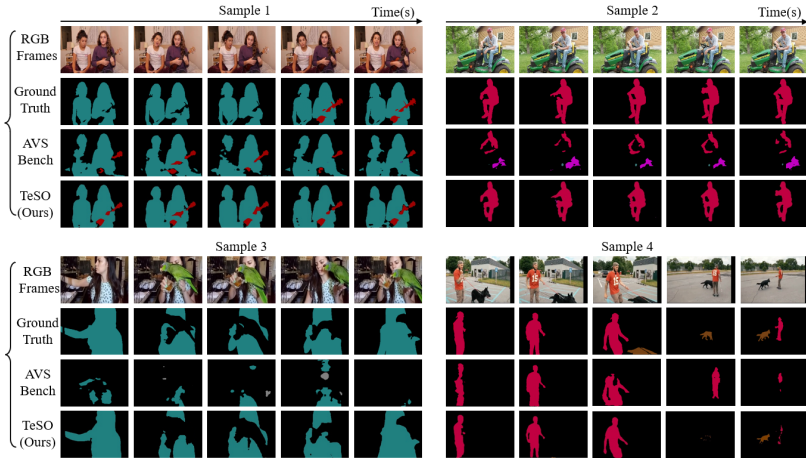 Sample 1
Time(s)
Sample 2
Time(s)
RGB
Frames
Ground
Truth
AVS
Bench
TeSO
(Ours)
Sample 3
Sample 4
RGB
Frames
Ground
Truth
AVS
Bench
TeSO
(Ours)